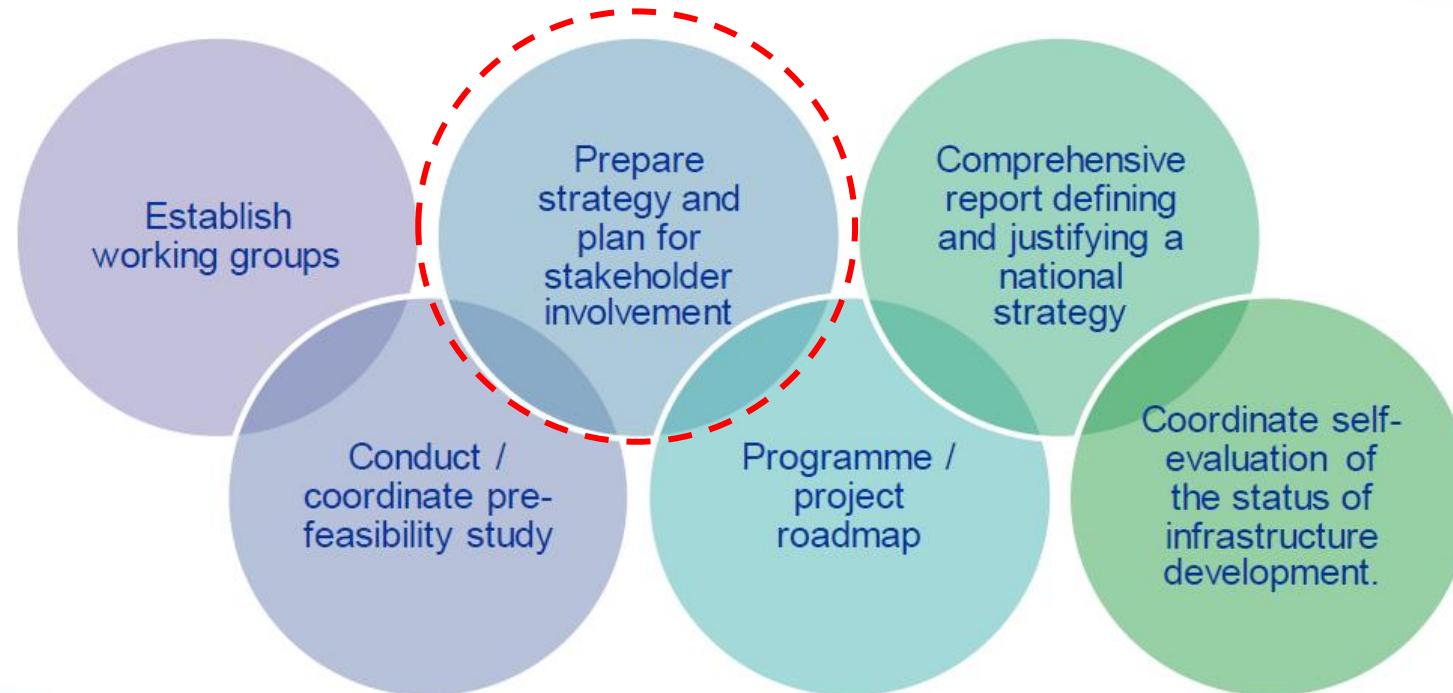 Establish
working groups
Conduct /
coordinate pre-
feasibility study
Prepare
strategy and
plan for
stakeholder
involvement
Programme /
project
roadmap
Comprehensive
report defining
and justifying a
national
strategy
Coordinate self-
evaluation of
the status of
infrastructure
development.